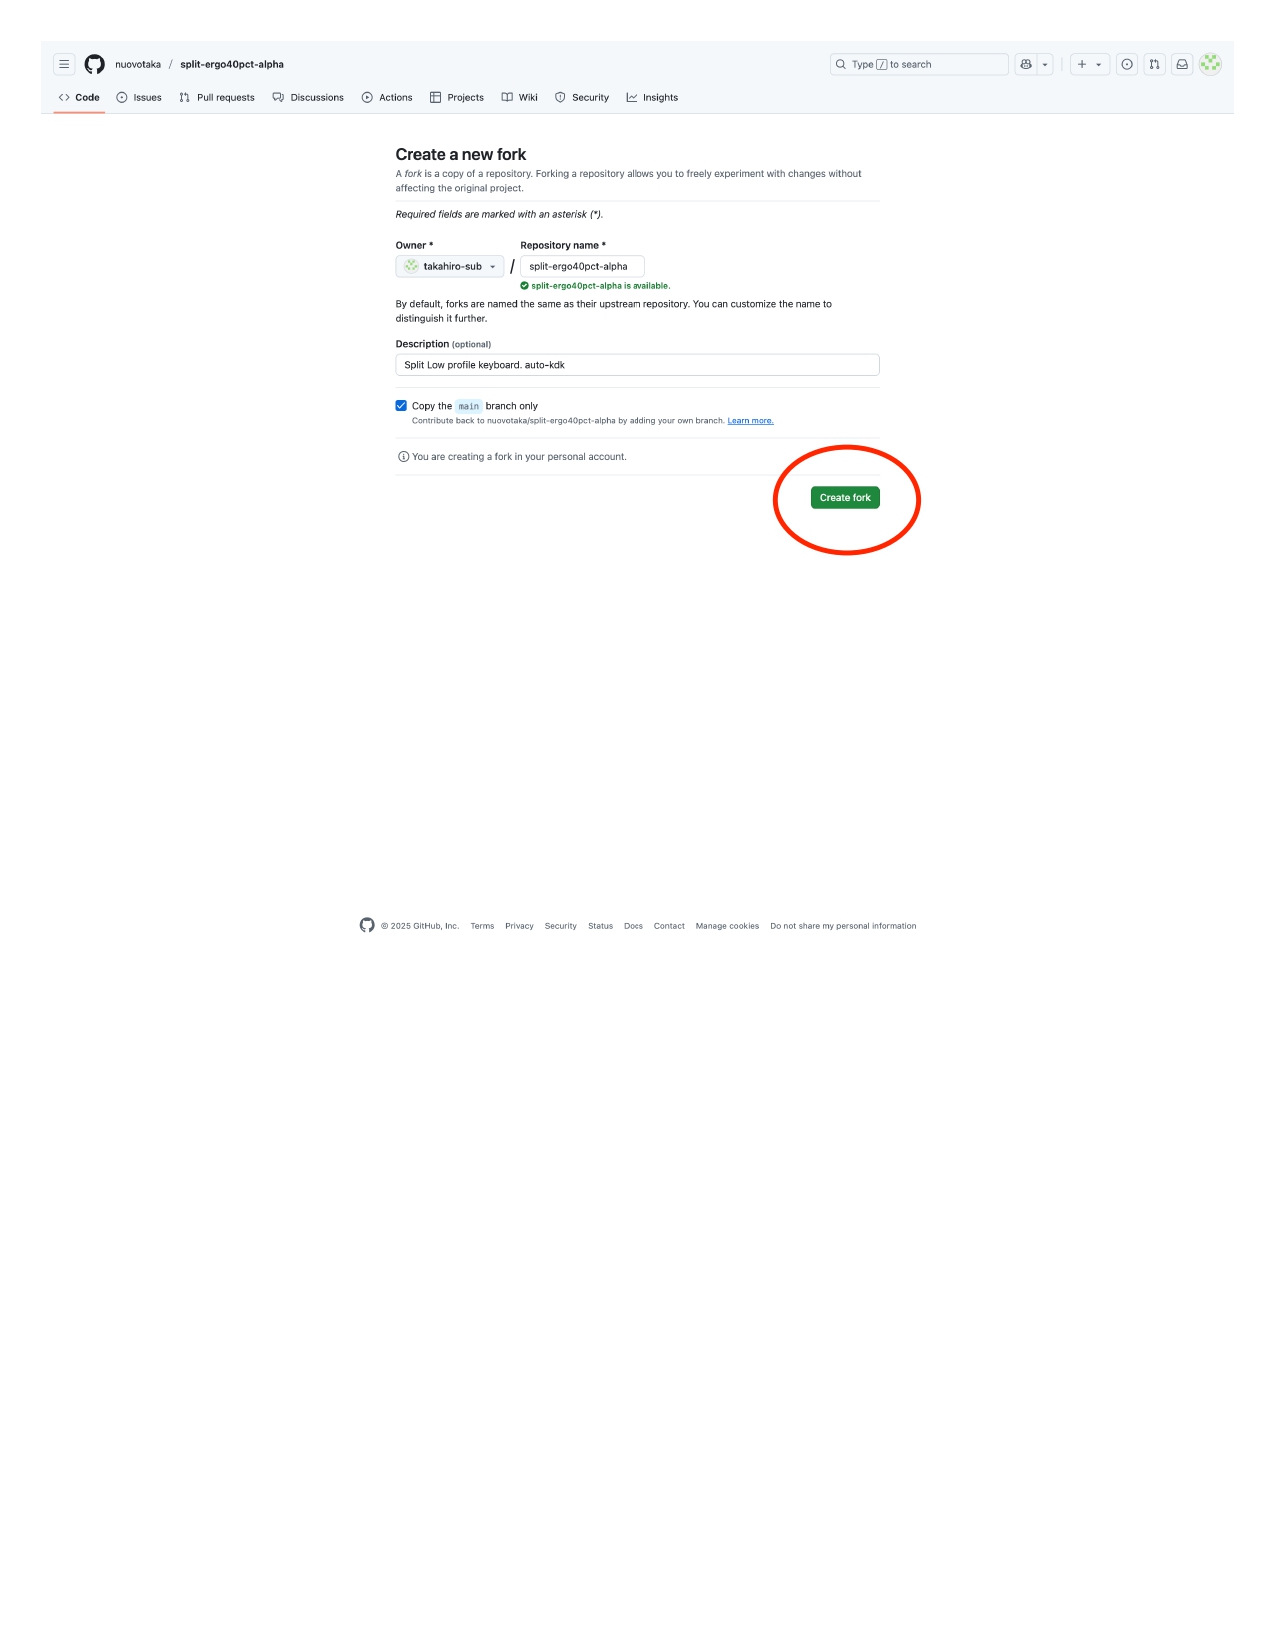 nuovotaka / split-ergo40pct-alpha
Type / to search
Code Issues Pull requests Discussions Actions Projects Wiki Security Insights
Create a new fork
A fork is a copy of a repository. Forking a repository allows you to freely experiment with changes without
affecting the original project.
Required fields are marked with an asterisk (*).
Owner * Repository name *
takahiro-sub / split-ergo40pct-alpha
split-ergo40pct-alpha is available.
By default, forks are named the same as their upstream repository. You can customize the name to
distinguish it further.
Description (optional)
Split Low profile keyboard. auto-kdk
Copy the main branch only
Contribute back to nuovotaka/split-ergo40pct-alpha by adding your own branch. Learn more.
You are creating a fork in your personal account.
Create fork
© 2025 GitHub, Inc. Terms Privacy Security Status Docs Contact Manage cookies Do not share my personal information